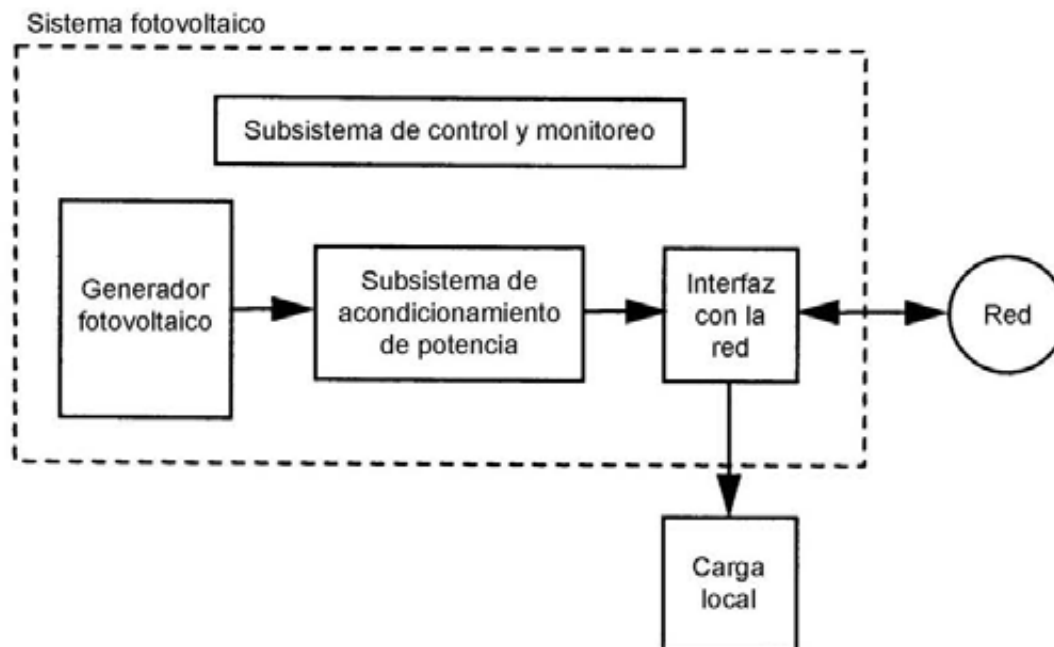 Sistema fotovoltaico
Subsistema de control y monitoreo
Generador
fotovoltaico
Subsistema de
acondicionamiento
de potencia
Interfaz
con la
red
Red
Carga
local